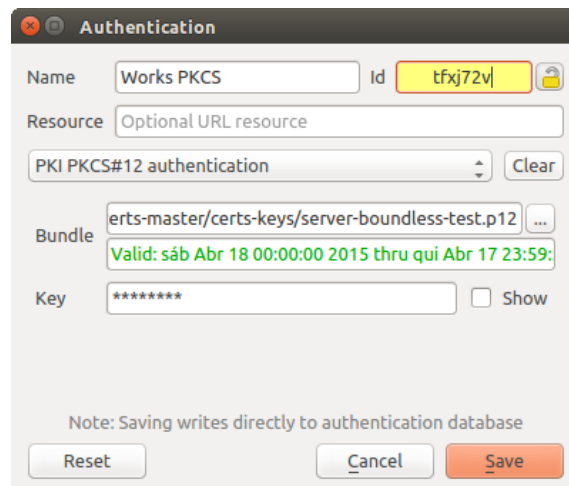 Authentication
Name Works PKCS Id tfxj72v
Resource Optional URL resource
PKI PKCS#12 authentication Clear
erts-master/certs-keys/server-boundless-test.p12 ...
Bundle
Valid: sáb Abr 18 00:00:00 2015 thru qui Abr 17 23:59:
Key ******** Show
Note: Saving writes directly to authentication database
Reset Cancel Save